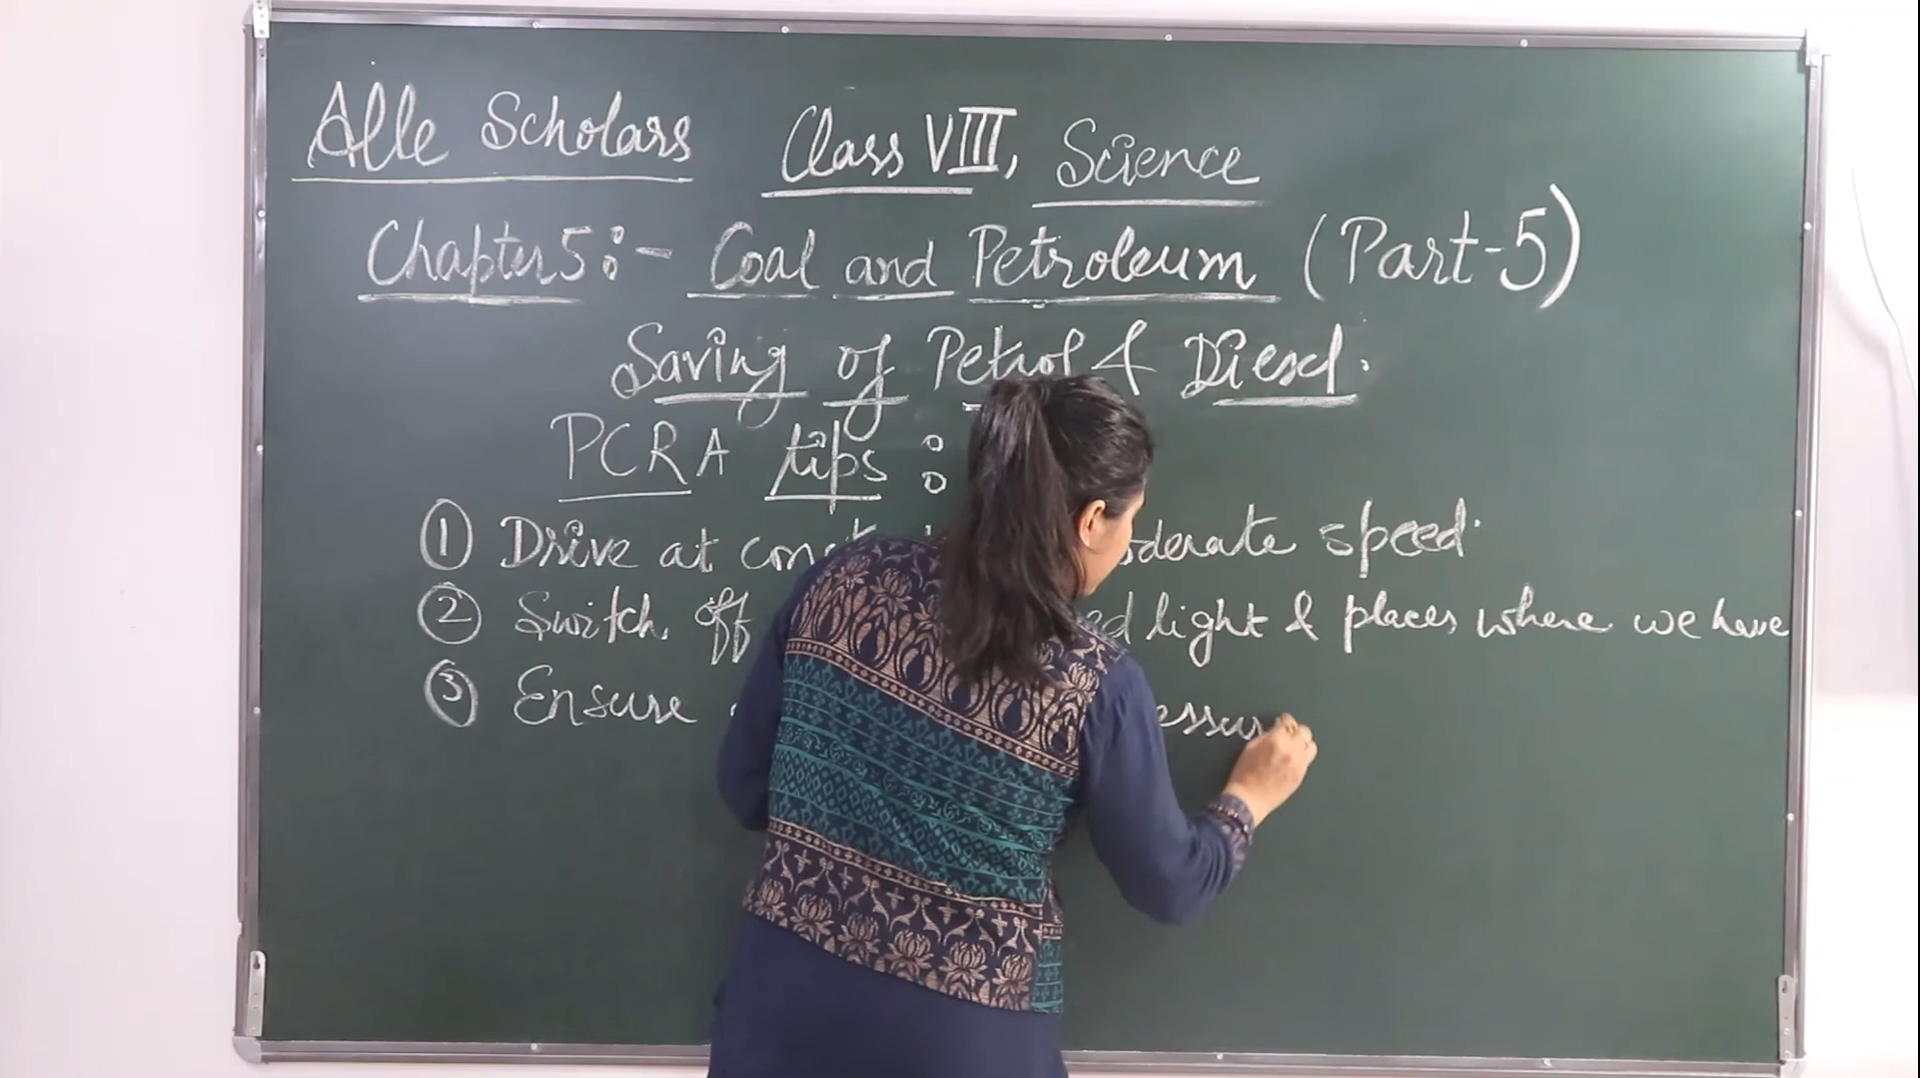 Alle Scholars Class VIII, Science
Chapter 5:- Coal and Petroleum (Part-5)
Saving of Petrol & Diesel.
PCRA tips :
① Drive at speed.
② Switch off light & places where we have
③ Ensure